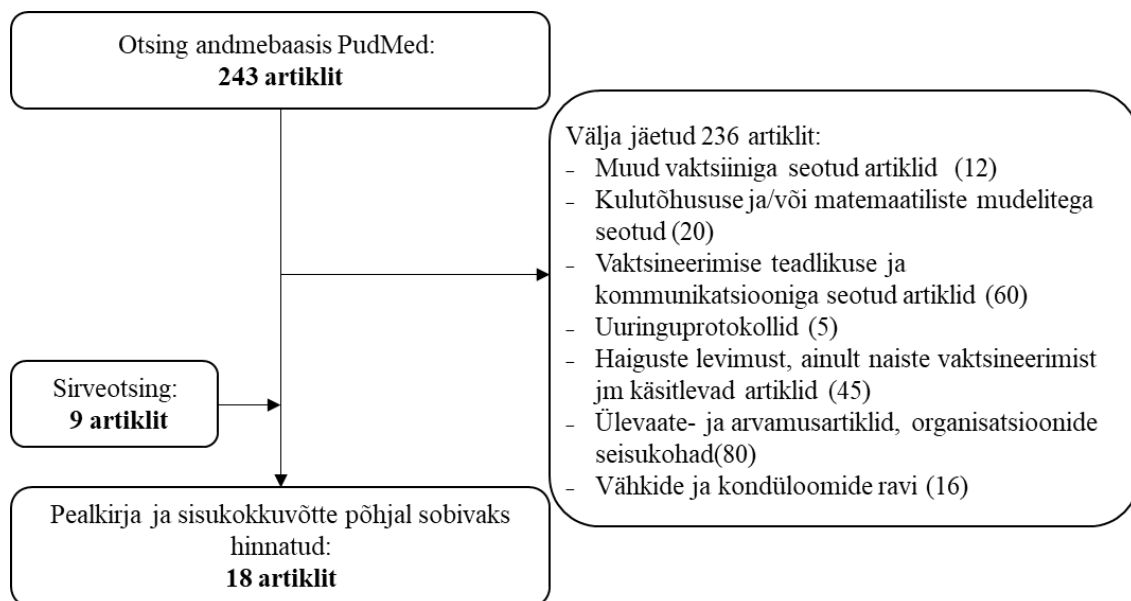 Otsing andmebaasis PudMed:
243 artiklit
Välja jäetud 236 artiklit:
- Muud vaktsiiniga seotud artiklid (12)
- Kulutõhususe ja/või matemaatiliste mudelitega
seotud (20)
- Vaktsineerimise teadlikuse ja
kommunikatsiooniga seotud artiklid (60)
- Uuringuprotokollid (5)
- Haiguste levimust, ainult naiste vaktsineerimist
jm käsitlevad artiklid (45)
- Ülevaate- ja arvamusartiklid, organisatsioonide
seisukohad(80)
- Vähkide ja kondüloomide ravi (16)
Sirveotsing:
9 artiklit
Pealkirja ja sisukokkuvõtte põhjal sobivaks
hinnatud:
18 artiklit